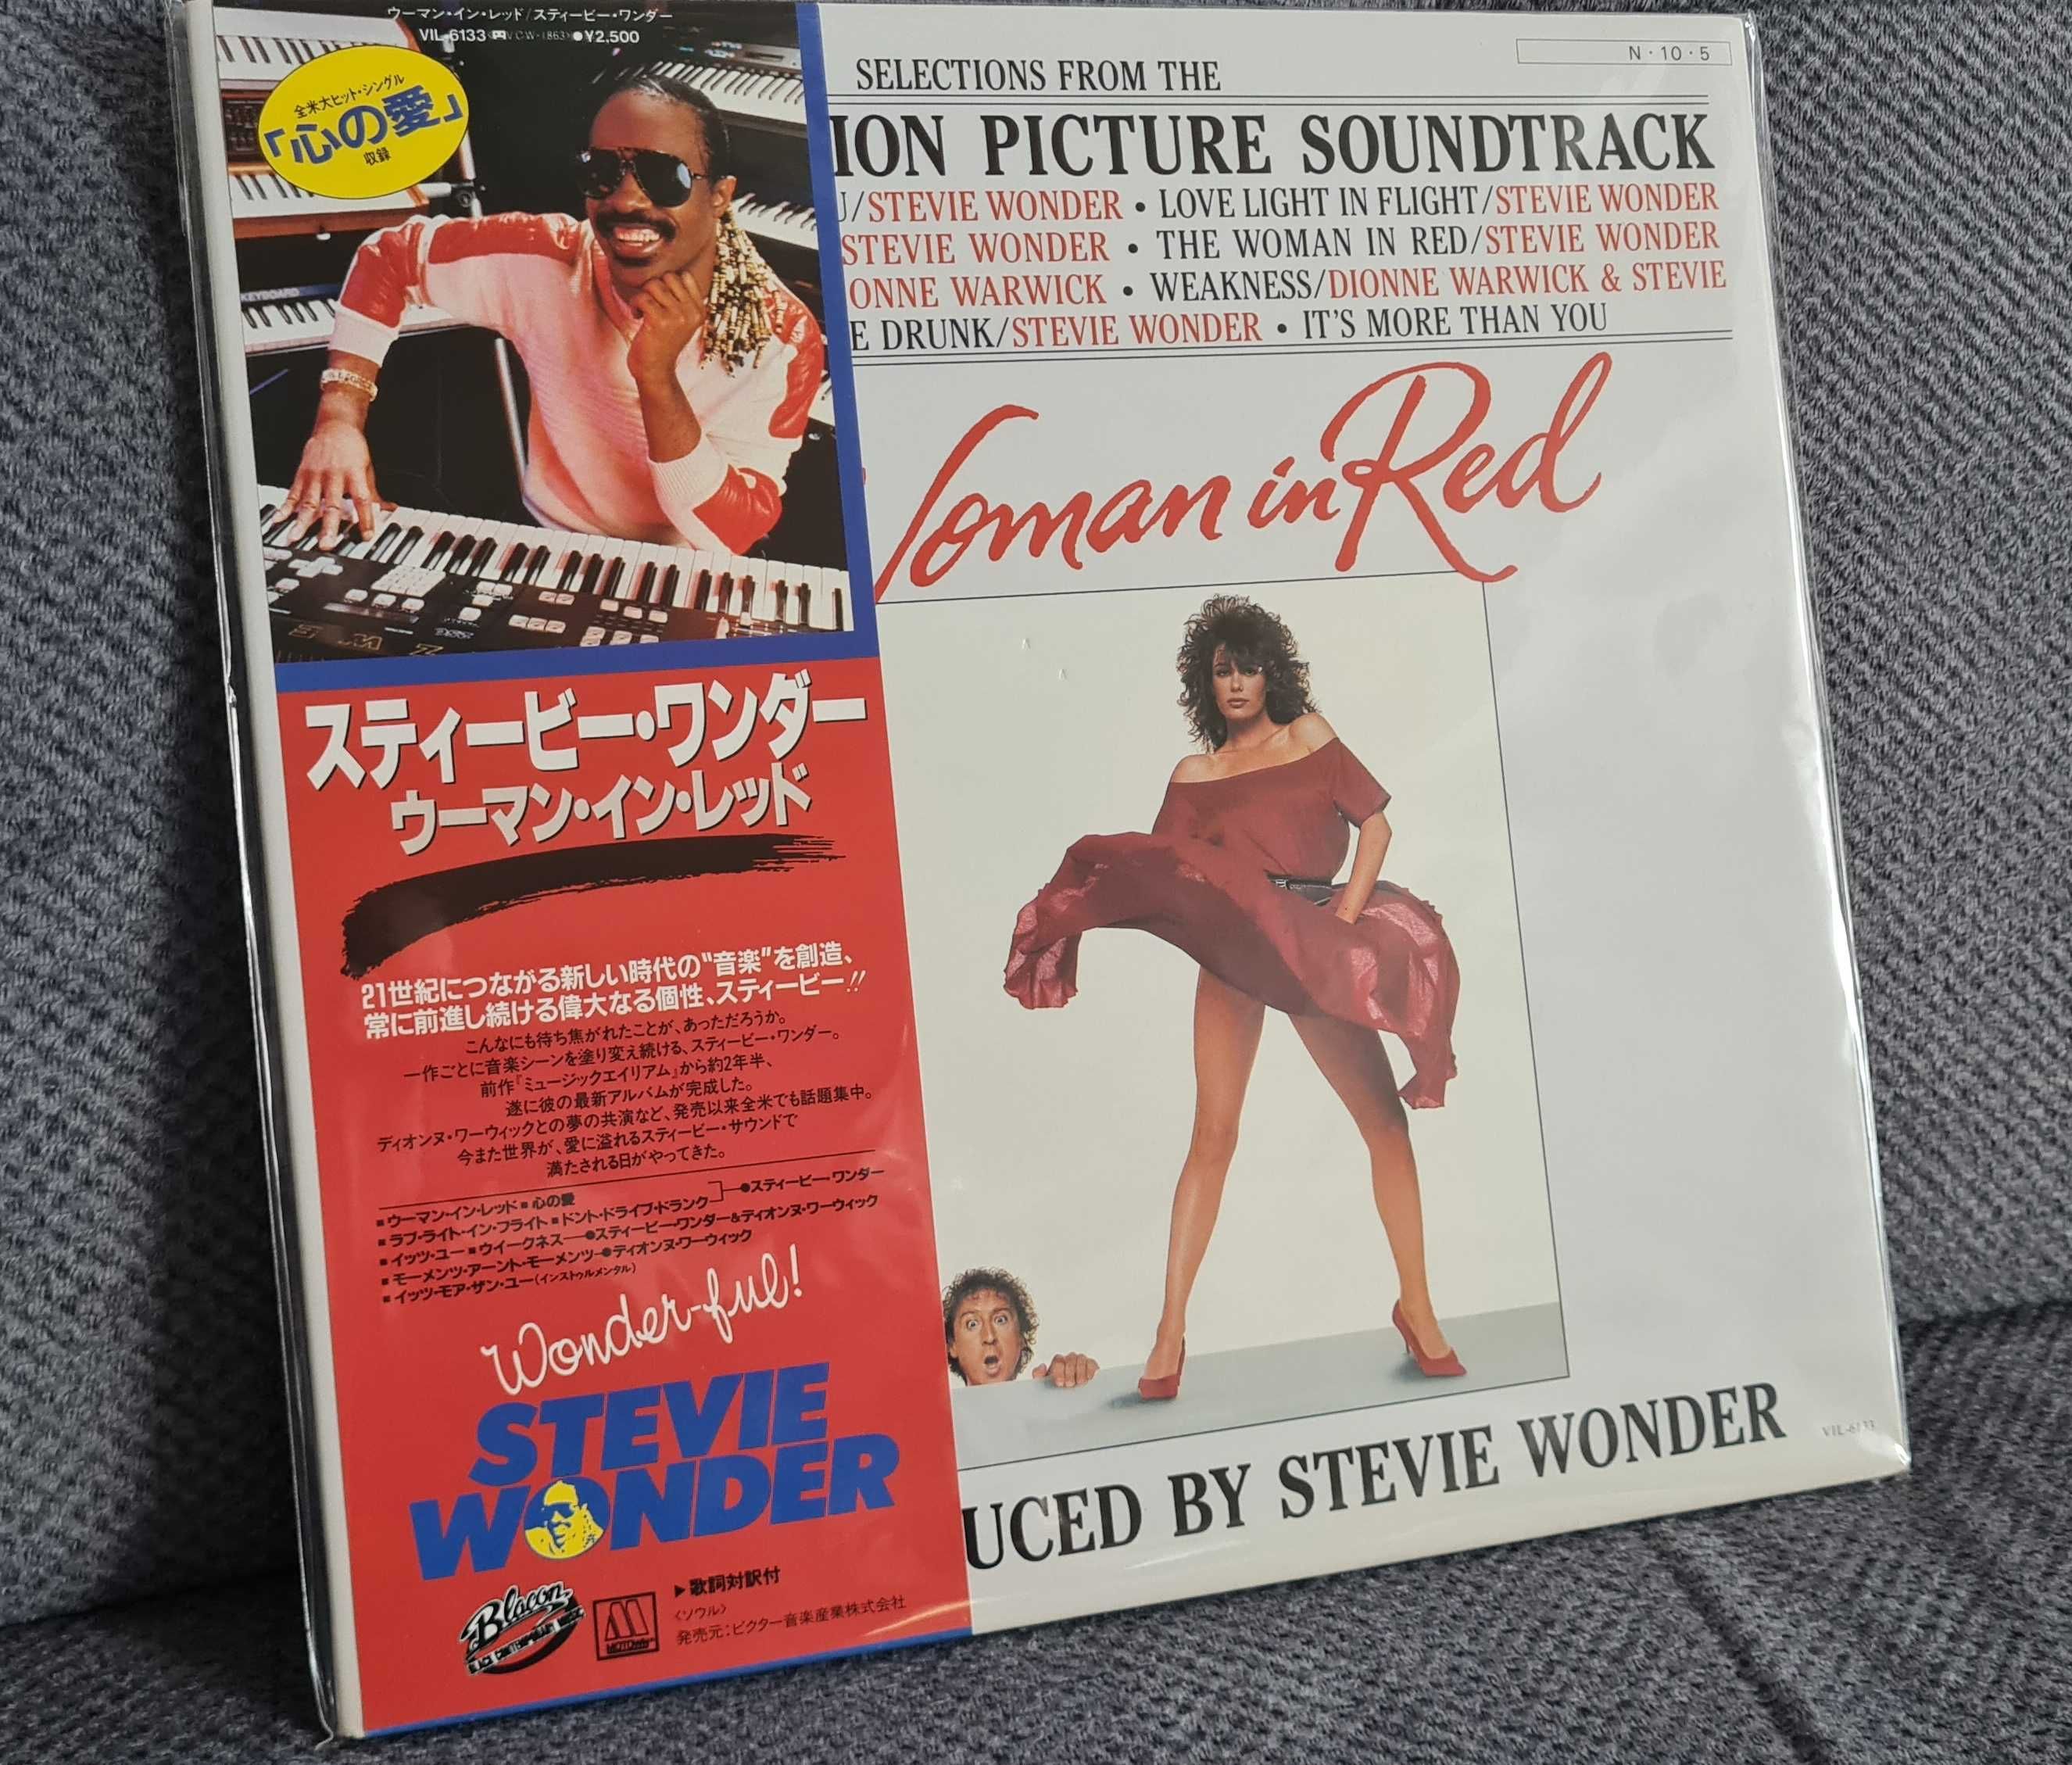 ウーマン・イン・レッド/スティービー・ワンダー
VIL-6133 ●¥2,500
全米大ヒット・シングル
「心の愛」
収録
KEYBOARD
スティービー・ワンダー
ウーマン・イン・レッド
21世紀につながる新しい時代の“音楽”を創造、
常に前進し続ける偉大なる個性、スティービー!!
こんなにも待ち焦がれたことが、あっただろうか。
一作ごとに音楽シーンを塗り変え続ける、スティービー・ワンダー。
前作『ミュージックエイリアム』から約2年半、
遂に彼の最新アルバムが完成した。
ディオンヌ・ワーウィックとの夢の共演など、発売以来全米でも話題集中。
今また世界が、愛に溢れるスティービー・サウンドで
満たされる日がやってきた。
■ウーマン・イン・レッド■心の愛
■ラブ・ライト・イン・フライト■ドント・ドライブ・ドランク●スティービー・ワンダー
■イッツ・ユー■ウイークネス—●スティービー・ワンダー&ディオンヌ・ワーウィック
■モーメンツ・アーント・モーメンツ—●ディオンヌ・ワーウィック
■イッツ・モア・ザン・ユー(インストゥルメンタル)
Wonder-ful!
STEVIE
WONDER
Blacon
BLACK CONTEMPORARY MUSIC
MOTOWN
▶歌詞対訳付
〈ソウル〉
発売元:ビクター音楽産業株式会社
N・10・5
SELECTIONS FROM THE
ION PICTURE SOUNDTRACK
U/STEVIE WONDER • LOVE LIGHT IN FLIGHT/STEVIE WONDER
STEVIE WONDER • THE WOMAN IN RED/STEVIE WONDER
ONNE WARWICK • WEAKNESS/DIONNE WARWICK & STEVIE
E DRUNK/STEVIE WONDER • IT'S MORE THAN YOU
Woman in Red
UCED BY STEVIE WONDER
VIL-6133